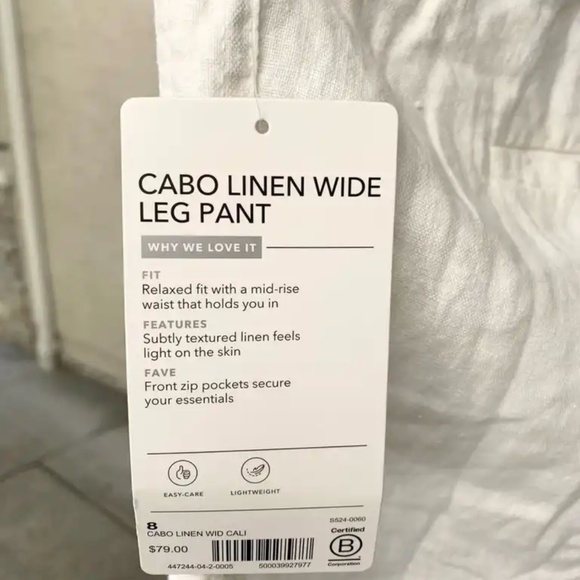 CABO LINEN WIDE
LEG PANT
WHY WE LOVE IT
FIT
Relaxed fit with a mid-rise
waist that holds you in
FEATURES
Subtly textured linen feels
light on the skin
FAVE
Front zip pockets secure
your essentials
EASY-CARE
LIGHTWEIGHT
8
CABO LINEN WID CALI
$79.00
447244-04-2-0005
500039927977
SS24-0060
Certified
B
Corporation